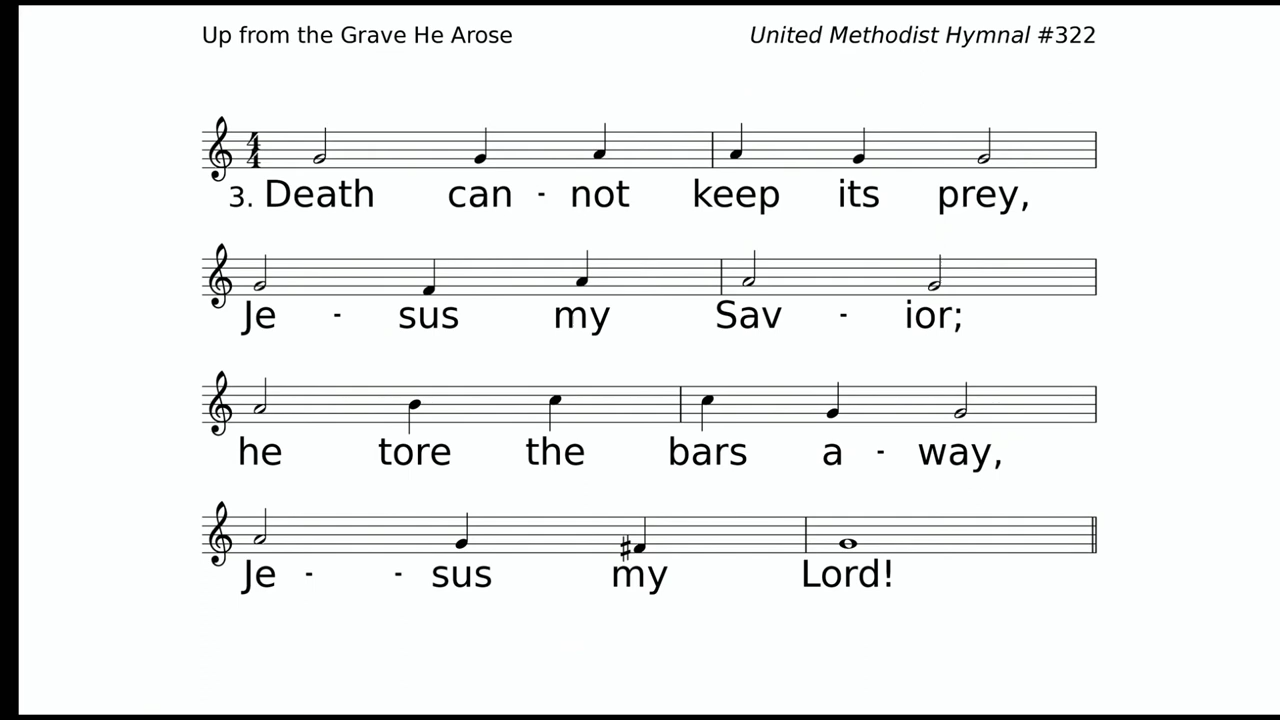 Up from the Grave He Arose United Methodist Hymnal #322
4
4
3. Death can - not keep its prey,
Je - sus my Sav - ior;
he tore the bars a - way,
Je - - sus my Lord!